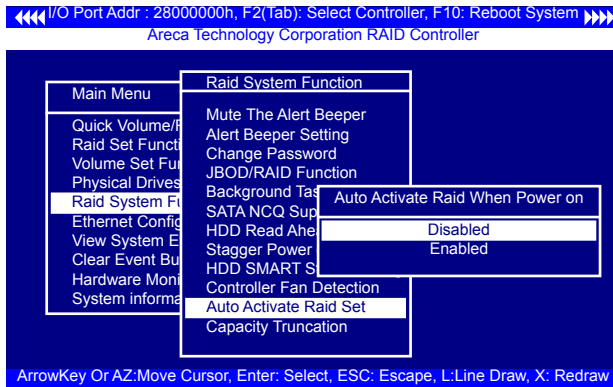 I/O Port Addr : 28000000h, F2(Tab): Select Controller, F10: Reboot System
Areca Technology Corporation RAID Controller
Main Menu
Quick Volume/
Raid Set Functi
Volume Set Fu
Physical Drives
Raid System F
Ethernet Config
View System E
Clear Event Bu
Hardware Moni
System informa
Raid System Function
Mute The Alert Beeper
Alert Beeper Setting
Change Password
JBOD/RAID Function
Background Tas
SATA NCQ Sup
HDD Read Ahe
Stagger Power
HDD SMART S
Controller Fan Detection
Auto Activate Raid Set
Capacity Truncation
Auto Activate Raid When Power on
Disabled
Enabled
ArrowKey Or AZ:Move Cursor, Enter: Select, ESC: Escape, L:Line Draw, X: Redraw